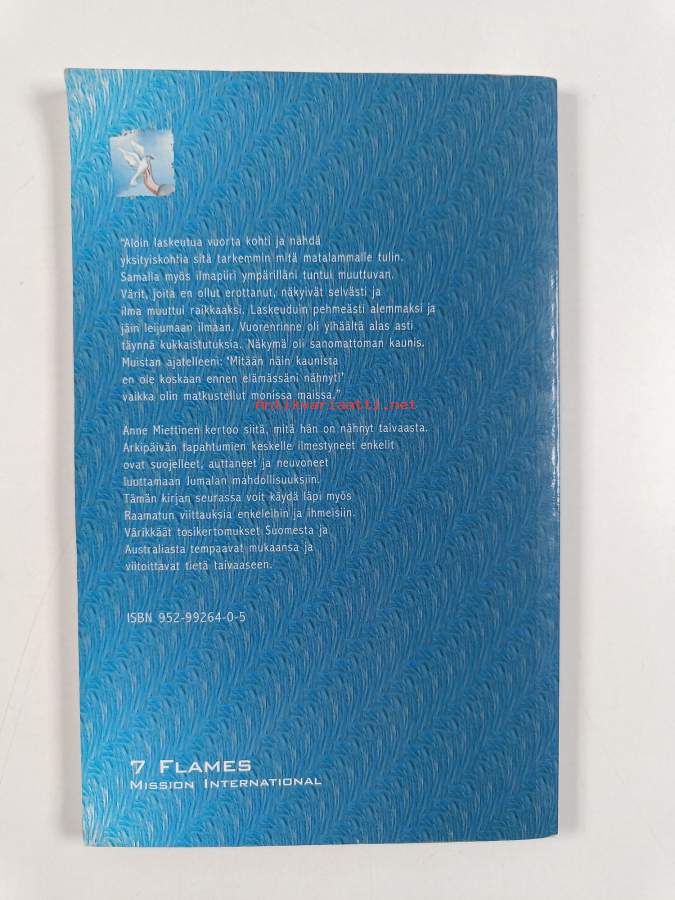 "Aloin laskeutua vuorta kohti ja nähdä
yksityiskohtia sitä tarkemmin mitä matalammalle tulin.
Samalla myös ilmapiiri ympärilläni tuntui muuttuvan.
Värit, joita en ollut erottanut, näkyivät selvästi ja
ilma muuttui raikkaaksi. Laskeuduin pehmeästi alemmaksi ja
jäin leijumaan ilmaan. Vuorenrinne oli ylhäältä alas asti
täynnä kukkaistutuksia. Näkymä oli sanomattoman kaunis.
Muistan ajatelleeni: 'Mitään näin kaunista
en ole koskaan ennen elämässäni nähnyt!'
vaikka olin matkustellut monissa maissa."
Antikvariaatti.net
Anne Miettinen kertoo siitä, mitä hän on nähnyt taivaasta.
Arkipäivän tapahtumien keskelle ilmestyneet enkelit
ovat suojelleet, auttaneet ja neuvoneet
luottamaan Jumalan mahdollisuuksiin.
Tämän kirjan seurassa voit käydä läpi myös
Raamatun viittauksia enkeleihin ja ihmeisiin.
Värikkäät tosikertomukset Suomesta ja
Australiasta tempaavat mukaansa ja
viitoittavat tietä taivaaseen.
ISBN 952-99264-0-5
7 FLAMES
MISSION INTERNATIONAL